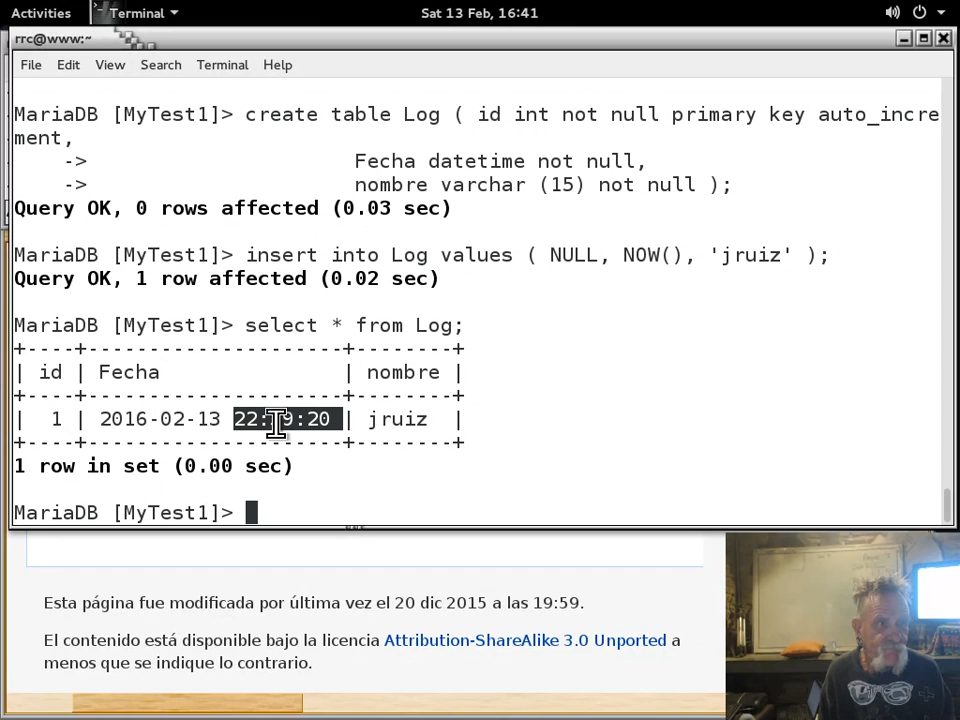 Activities Terminal Sat 13 Feb, 16:41
rrc@www:~
File Edit View Search Terminal Help
MariaDB [MyTest1]> create table Log ( id int not null primary key auto_incre
ment,
-> Fecha datetime not null,
-> nombre varchar (15) not null );
Query OK, 0 rows affected (0.03 sec)
MariaDB [MyTest1]> insert into Log values ( NULL, NOW(), 'jruiz' );
Query OK, 1 row affected (0.02 sec)
MariaDB [MyTest1]> select * from Log;
+----+---------------------+--------+
| id | Fecha | nombre |
+----+---------------------+--------+
| 1 | 2016-02-13 | jruiz |
+----+---------------------+--------+
1 row in set (0.00 sec)
MariaDB [MyTest1]>
Esta página fue modificada por última vez el 20 dic 2015 a las 19:59.
El contenido está disponible bajo la licencia Attribution-ShareAlike 3.0 Unported a
menos que se indique lo contrario.